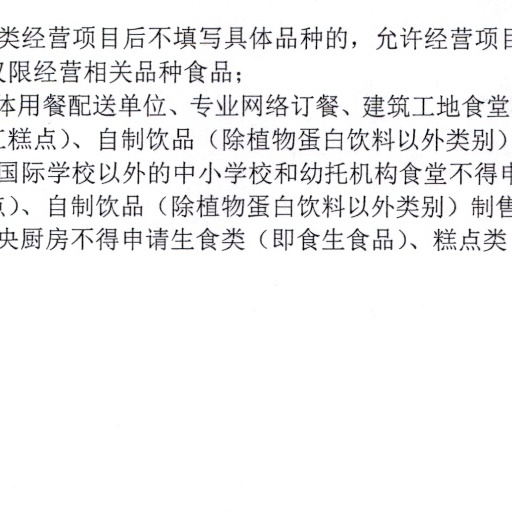 类经营项目后不填写具体品种的，允许经营项目
仅限经营相关品种食品；
体用餐配送单位、专业网络订餐、建筑工地食堂
工糕点）、自制饮品（除植物蛋白饮料以外类别）
国际学校以外的中小学校和幼托机构食堂不得申
点）、自制饮品（除植物蛋白饮料以外类别）制售
央厨房不得申请生食类（即食生食品）、糕点类